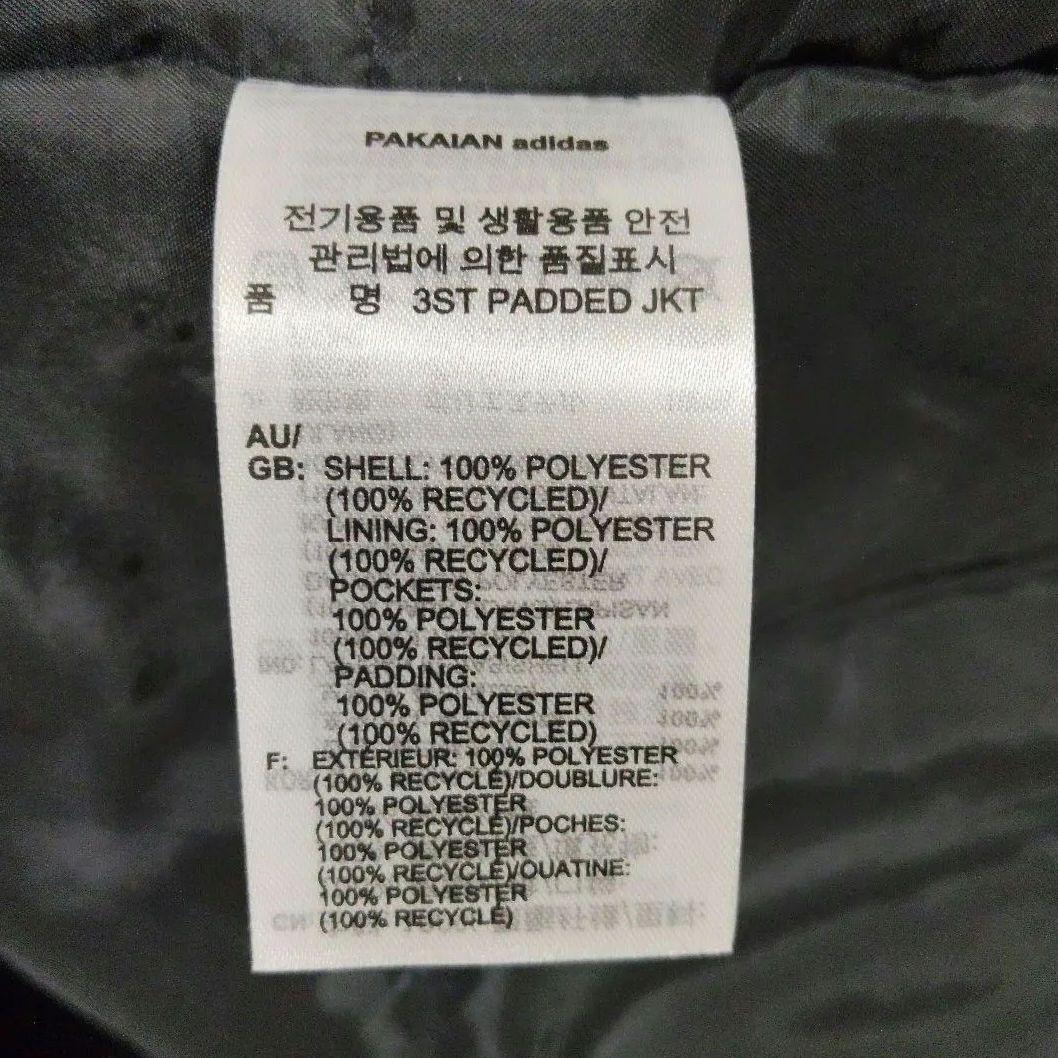 PAKAIAN adidas
전기용품 및 생활용품 안전
관리법에 의한 품질표시
품 명 3ST PADDED JKT
AU/
GB: SHELL: 100% POLYESTER
(100% RECYCLED)/
LINING: 100% POLYESTER
(100% RECYCLED)/
POCKETS:
100% POLYESTER
(100% RECYCLED)/
PADDING:
100% POLYESTER
(100% RECYCLED)
F: EXTÉRIEUR: 100% POLYESTER
(100% RECYCLÉ)/DOUBLURE:
100% POLYESTER
(100% RECYCLÉ)/POCHES:
100% POLYESTER
(100% RECYCLÉ)/OUATINE:
100% POLYESTER
(100% RECYCLÉ)